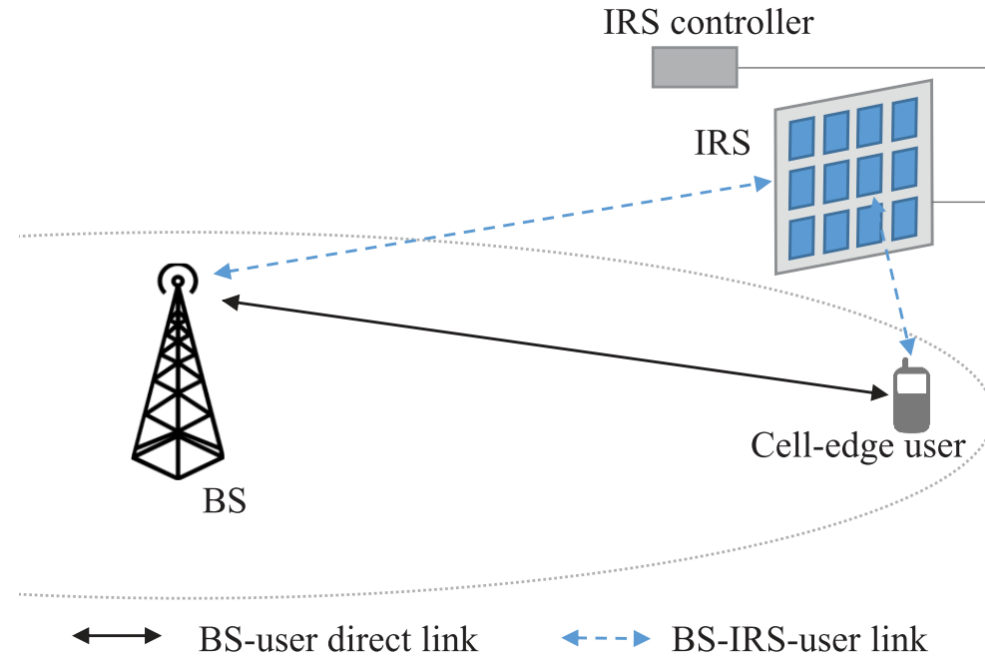 IRS controller
IRS
Cell-edge user
BS
BS-user direct link
BS-IRS-user link